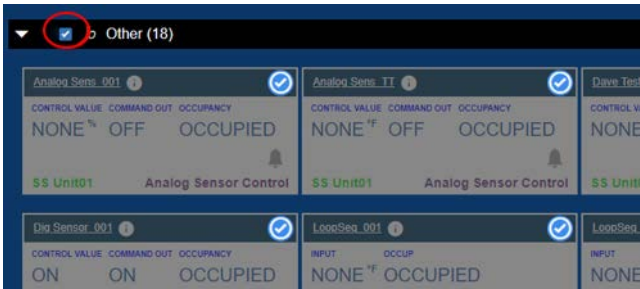 Other (18)
Analog Sens_001
Analog Sens_TT
Dave Test
CONTROL VALUE COMMAND OUT OCCUPANCY
CONTROL VALUE COMMAND OUT OCCUPANCY
CONTROL VA
NONE % OFF OCCUPIED
NONE °F OFF OCCUPIED
NONE
SS Unit01 Analog Sensor Control
SS Unit01 Analog Sensor Control
SS Unit
Dig Sensor_001
LoopSeq_001
LoopSeq
CONTROL VALUE COMMAND OUT OCCUPANCY
INPUT OCCUP
INPUT
ON ON OCCUPIED
NONE °F OCCUPIED
NONE